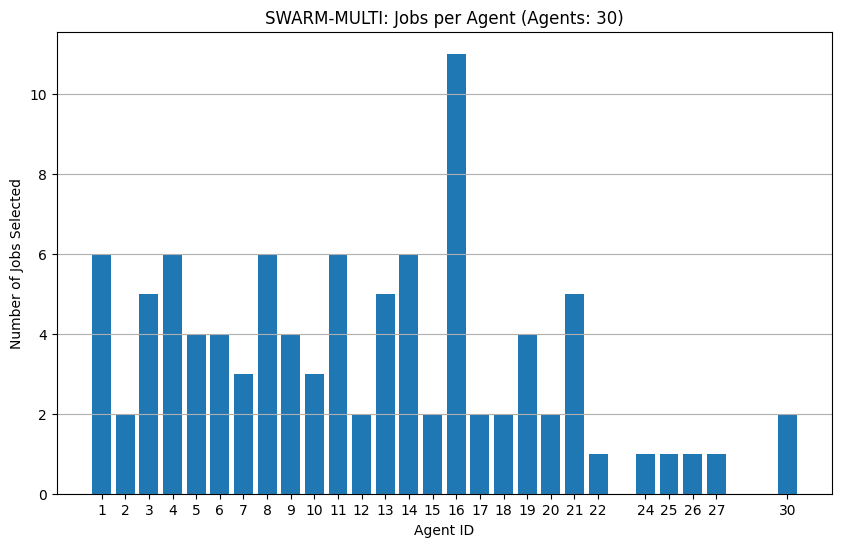 SWARM-MULTI: Jobs per Agent (Agents: 30)
Number of Jobs Selected
10
8
6
4
2
0
1 2 3 4 5 6 7 8 9 10 11 12 13 14 15 16 17 18 19 20 21 22 24 25 26 27 30
Agent ID